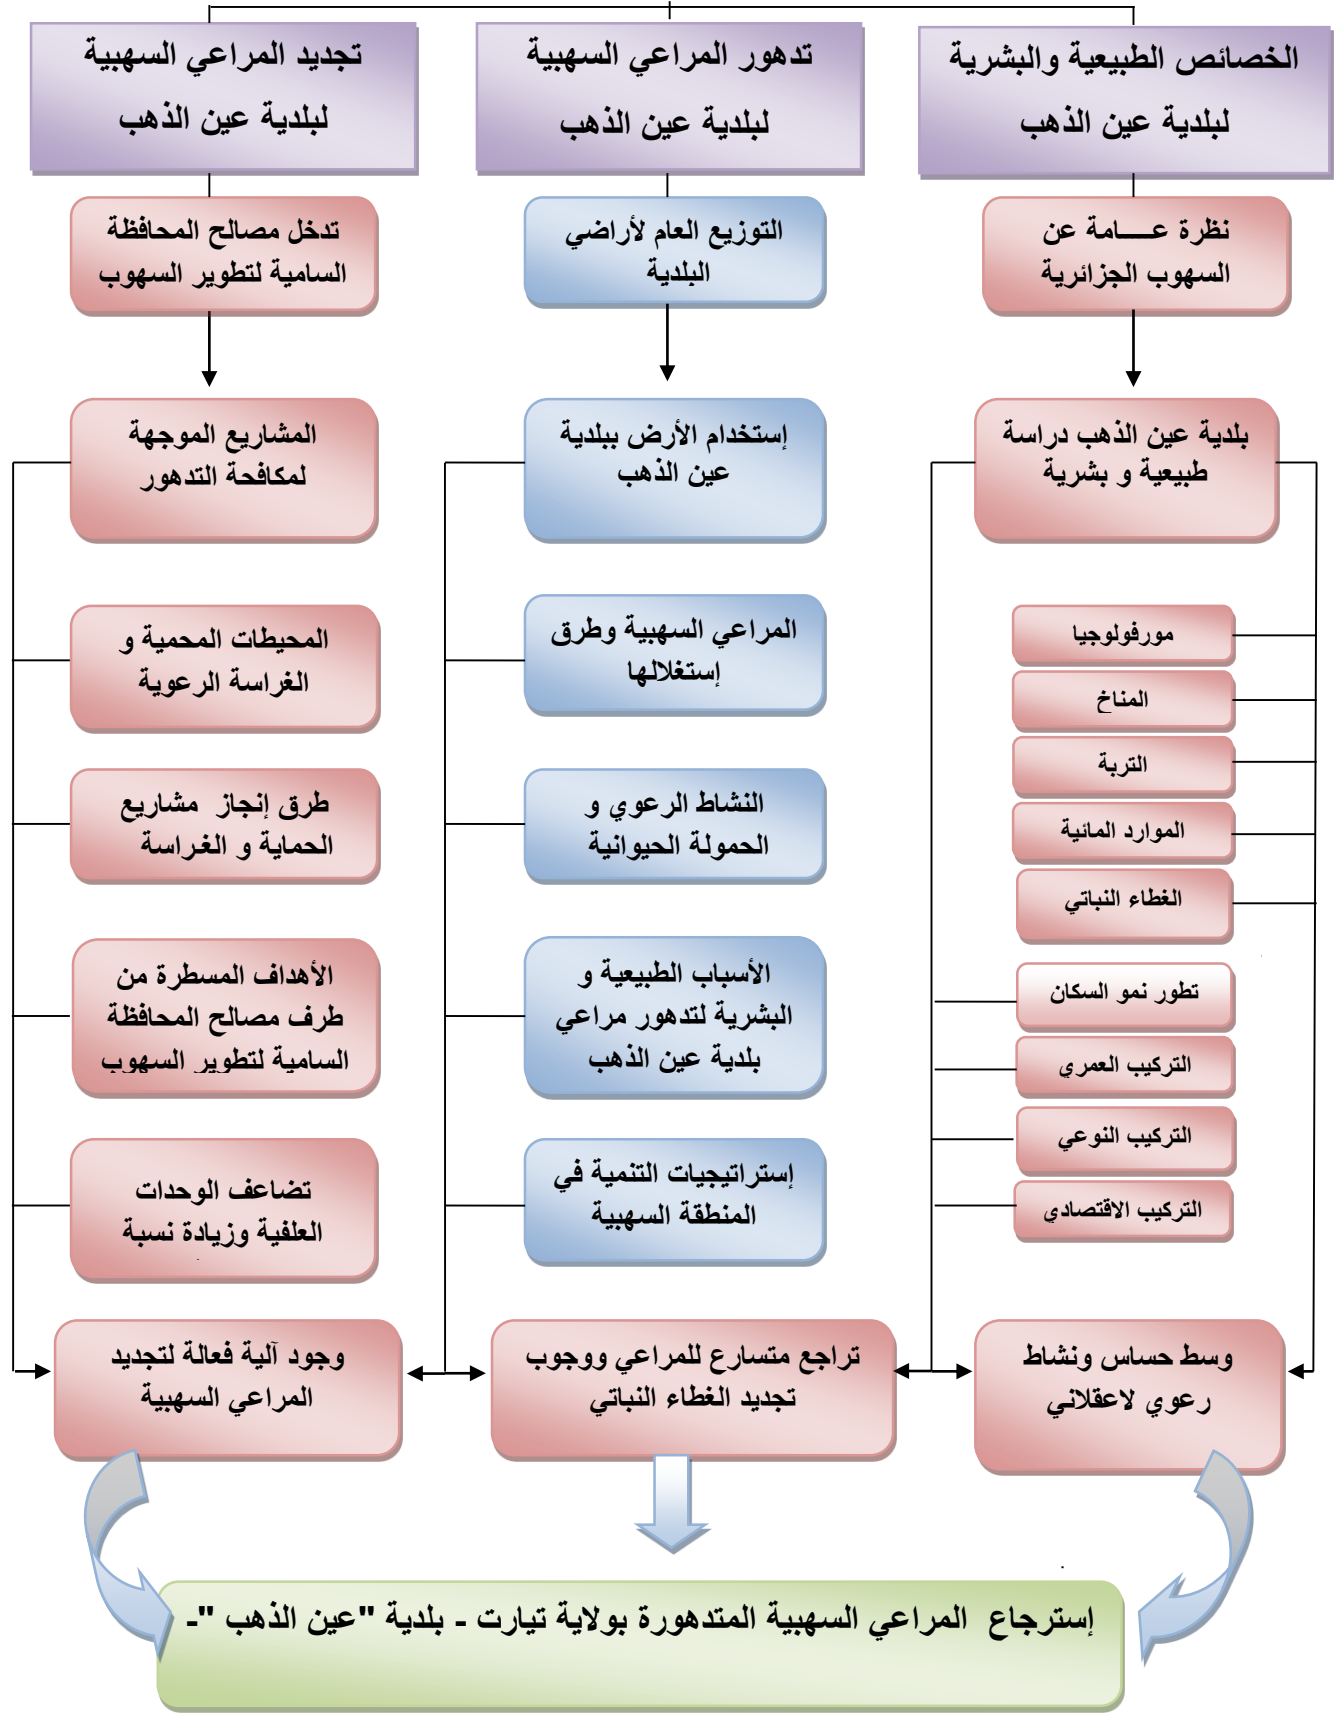 الخصائص الطبيعية والبشرية
لبلدية عين الذهب
نظرة عـــامة عن
السهوب الجزائرية
بلدية عين الذهب دراسة
طبيعية و بشرية
مورفولوجيا
المناخ
التربة
الموارد المائية
الغطاء النباتي
تطور نمو السكان
التركيب العمري
التركيب النوعي
التركيب الاقتصادي
وسط حساس ونشاط
رعوي لاعقلاني
تدهور المراعي السهبية
لبلدية عين الذهب
التوزيع العام لأراضي
البلدية
إستخدام الأرض ببلدية
عين الذهب
المراعي السهبية وطرق
إستغلالها
النشاط الرعوي و
الحمولة الحيوانية
الأسباب الطبيعية و
البشرية لتدهور مراعي
بلدية عين الذهب
إستراتيجيات التنمية في
المنطقة السهبية
تراجع متسارع للمراعي ووجوب
تجديد الغطاء النباتي
تجديد المراعي السهبية
لبلدية عين الذهب
تدخل مصالح المحافظة
السامية لتطوير السهوب
المشاريع الموجهة
لمكافحة التدهور
المحيطات المحمية و
الغراسة الرعوية
طرق إنجاز مشاريع
الحماية و الغراسة
الأهداف المسطرة من
طرف مصالح المحافظة
السامية لتطوير السهوب
تضاعف الوحدات
العلفية وزيادة نسبة
وجود آلية فعالة لتجديد
المراعي السهبية
إسترجاع المراعي السهبية المتدهورة بولاية تيارت - بلدية "عين الذهب "-